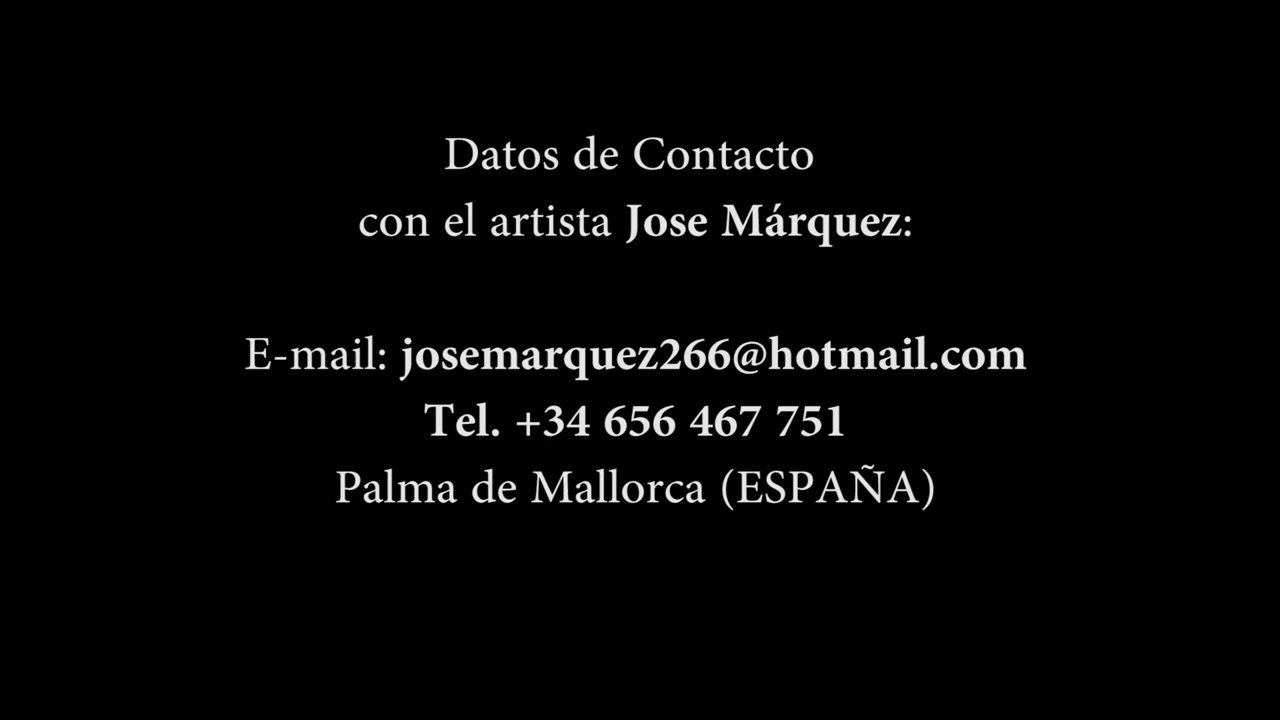 Datos de Contacto
con el artista Jose Márquez:
E-mail: josemarquez266@hotmail.com
Tel. +34 656 467 751
Palma de Mallorca (ESPAÑA)